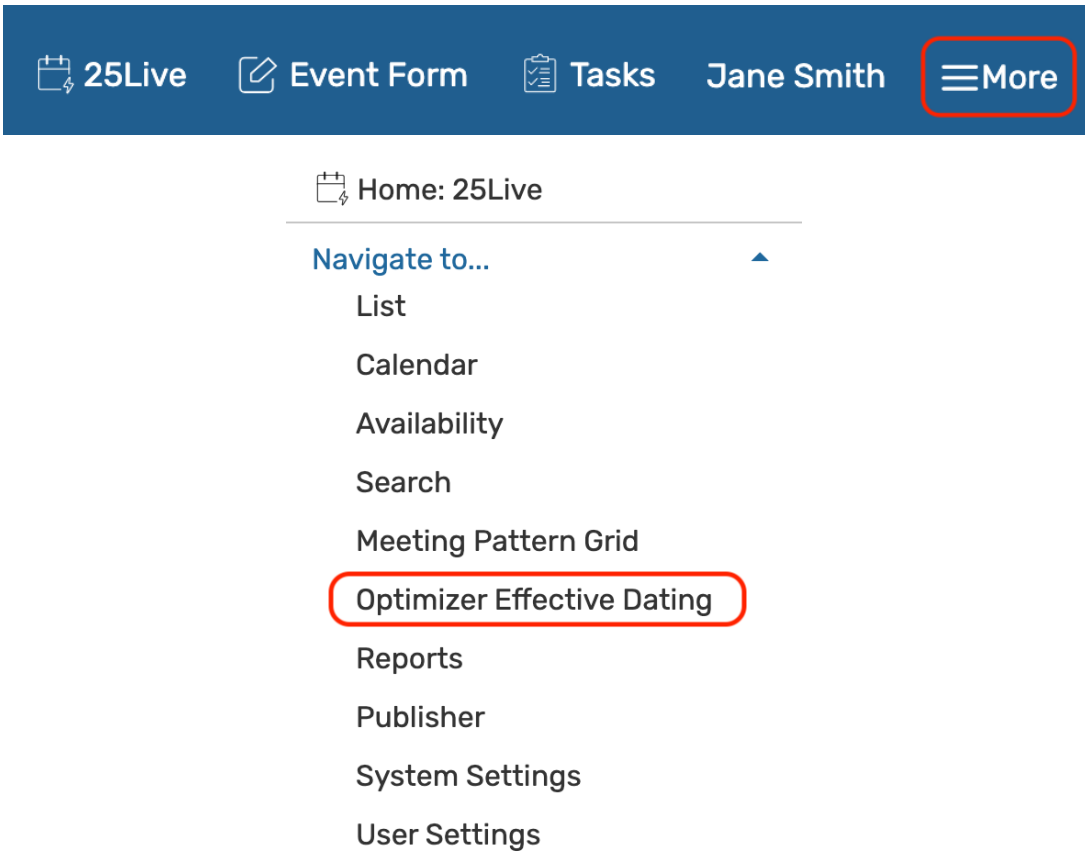 25Live Event Form Tasks Jane Smith More
Home: 25Live
Navigate to...
List
Calendar
Availability
Search
Meeting Pattern Grid
Optimizer Effective Dating
Reports
Publisher
System Settings
User Settings